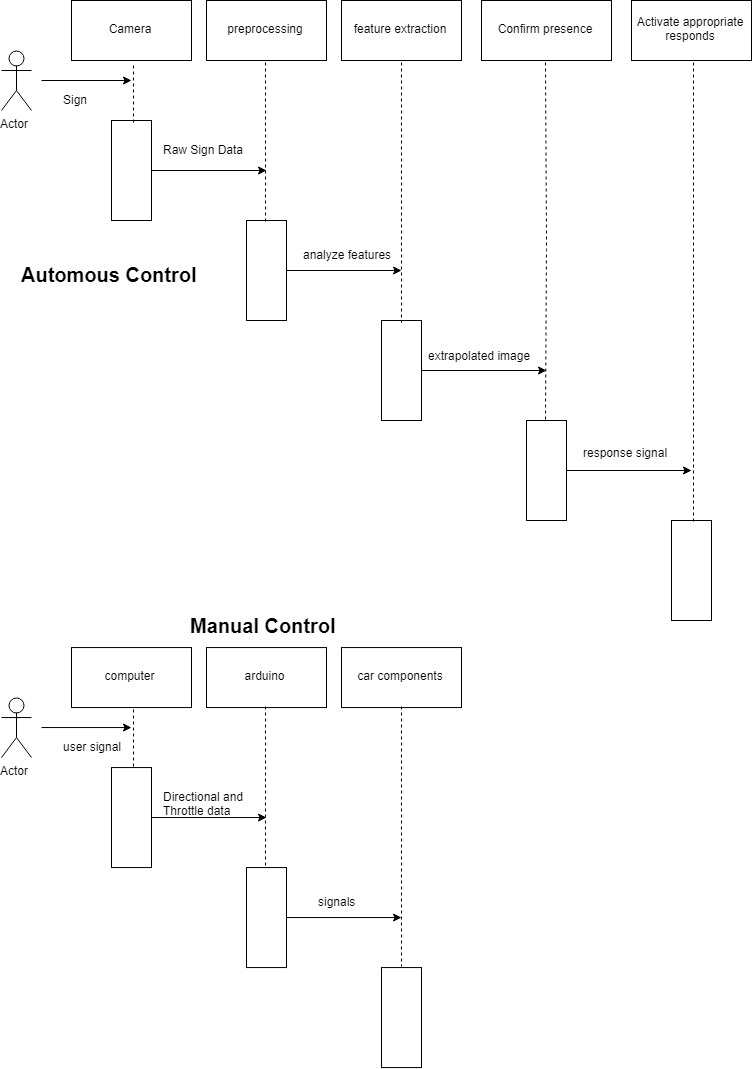 Camera
preprocessing
feature extraction
Confirm presence
Activate appropriate
responds
Sign
Actor
Raw Sign Data
analyze features
Automous Control
extrapolated image
response signal
Manual Control
computer
arduino
car components
user signal
Actor
Directional and
Throttle data
signals